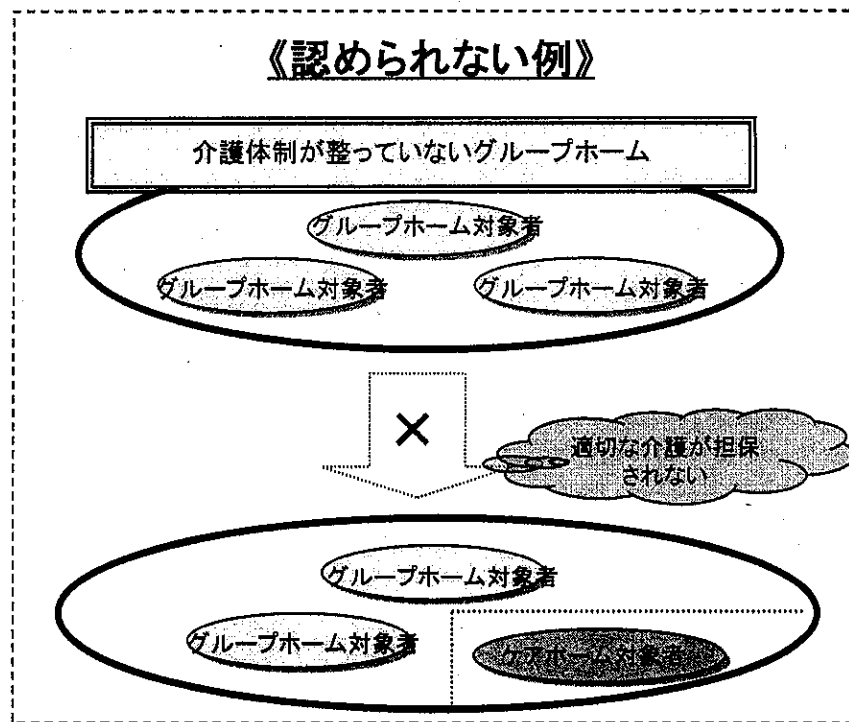 《認められない例》
介護体制が整っていないグループホーム
グループホーム対象者
グループホーム対象者
グループホーム対象者
×
適切な介護が担保
されない
グループホーム対象者
グループホーム対象者
ケアホーム対象者